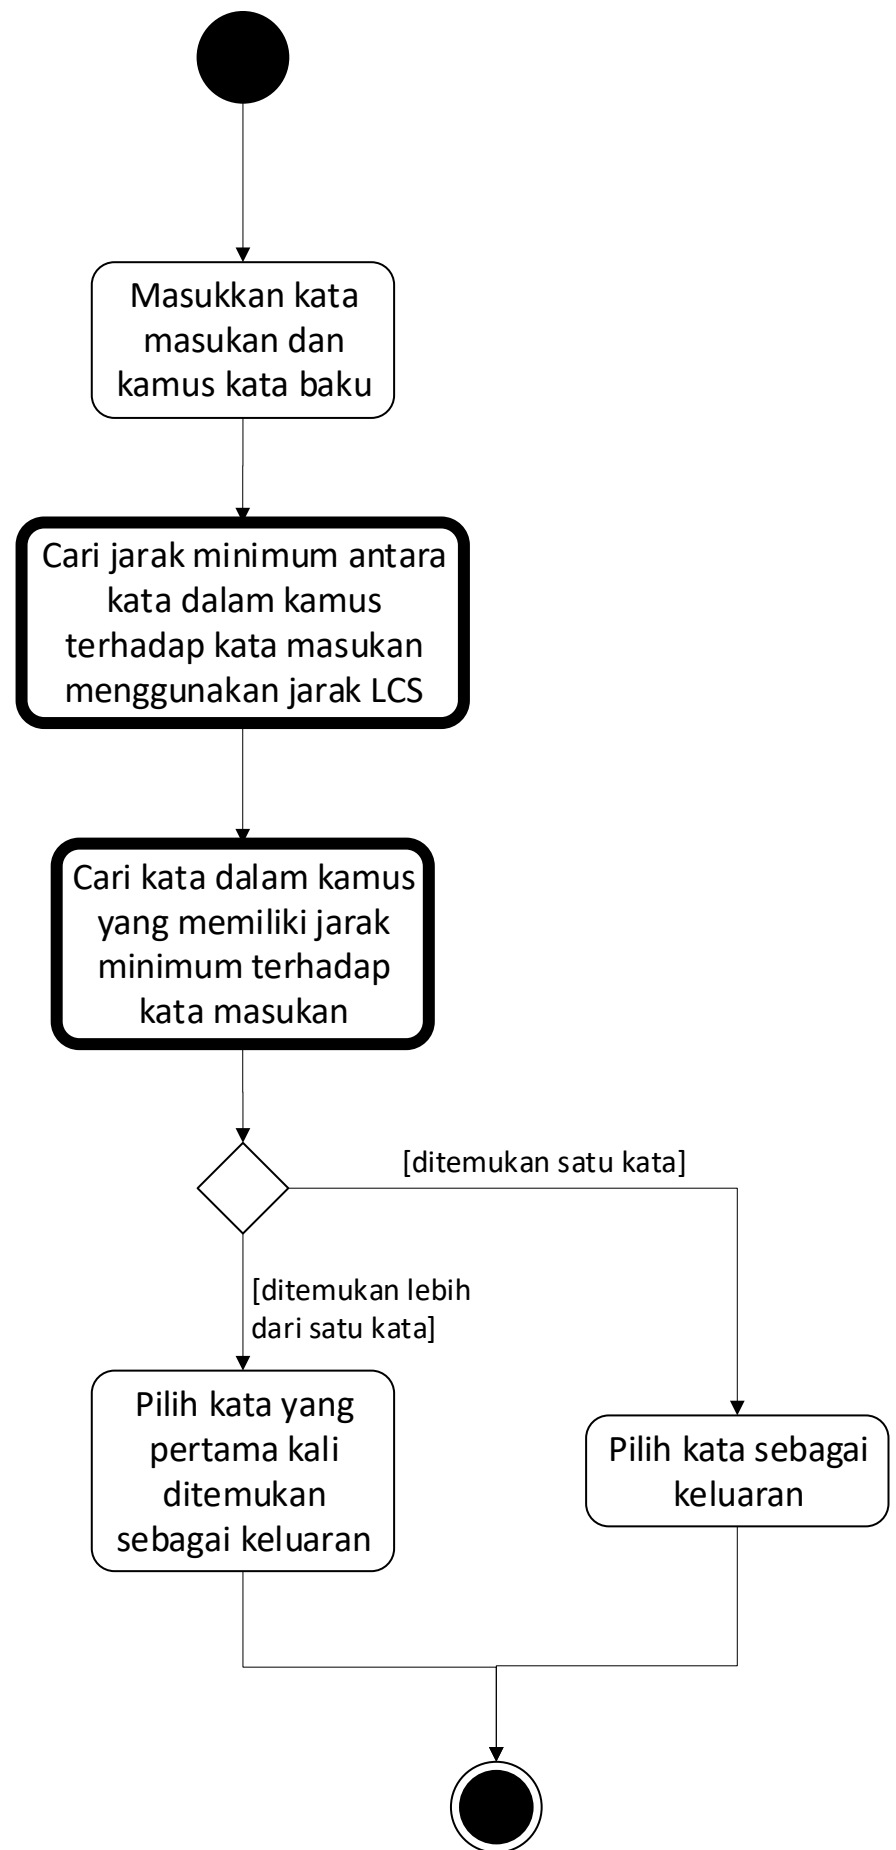 Masukkan kata
masukan dan
kamus kata baku
Cari jarak minimum antara
kata dalam kamus
terhadap kata masukan
menggunakan jarak LCS
Cari kata dalam kamus
yang memiliki jarak
minimum terhadap
kata masukan
[ditemukan satu kata]
[ditemukan lebih
dari satu kata]
Pilih kata yang
pertama kali
ditemukan
sebagai keluaran
Pilih kata sebagai
keluaran